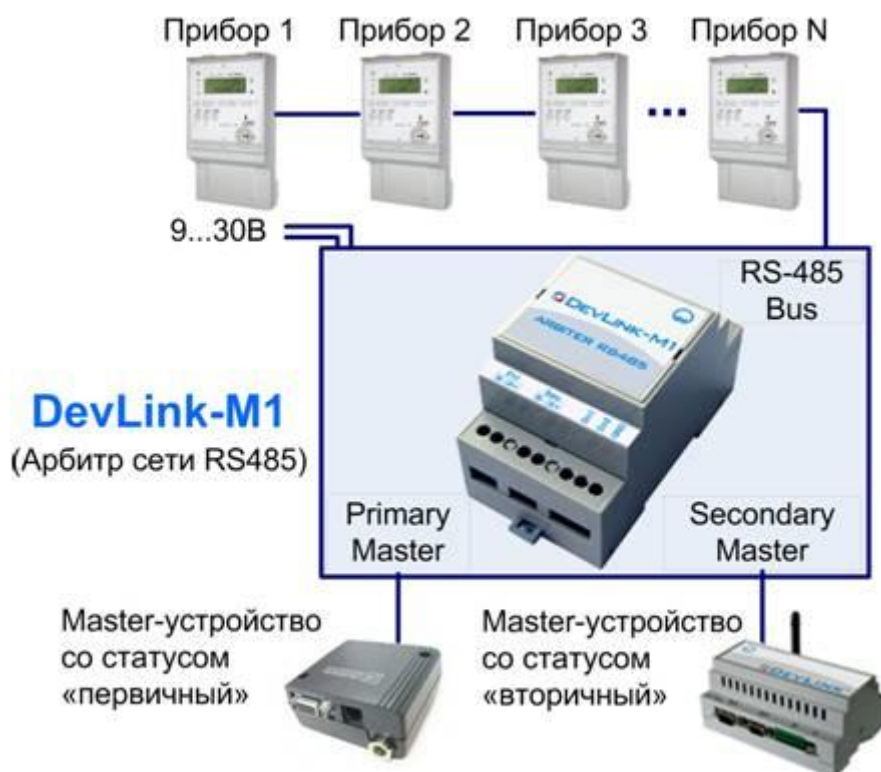 Прибор 1 Прибор 2 Прибор 3 Прибор N
...
9...30В
RS-485
Bus
DEVLINK-M1
ARBITER RS485
DevLink-M1
(Арбитр сети RS485)
Primary
Master
Secondary
Master
Master-устройство
со статусом
«первичный»
Master-устройство
со статусом
«вторичный»
DEVLINK